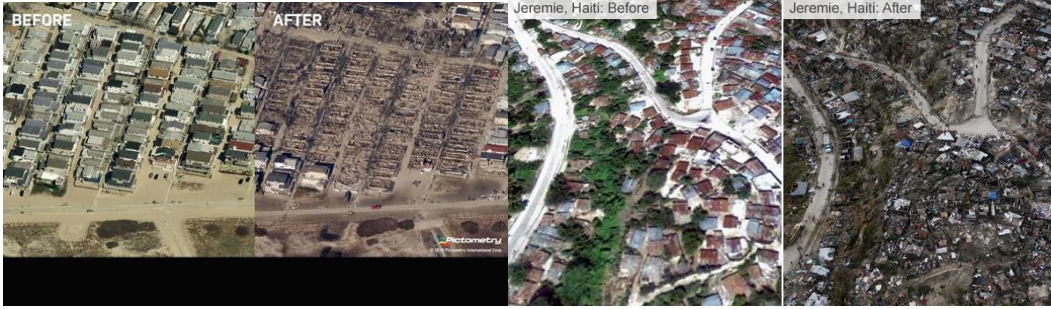 BEFORE
AFTER
Jeremie, Haiti: Before
Jeremie, Haiti: After
Pictometry